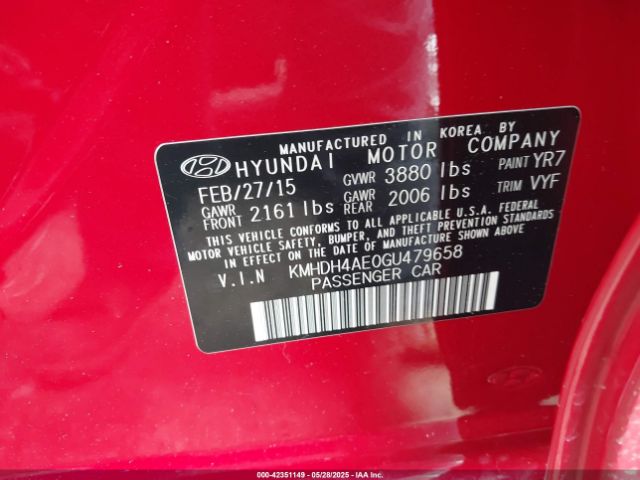 MANUFACTURED IN KOREA BY
HYUNDAI MOTOR COMPANY
FEB/27/15 GVWR 3880 lbs PAINT YR7
GAWR FRONT 2161 lbs GAWR REAR 2006 lbs TRIM VYF
THIS VEHICLE CONFORMS TO ALL APPLICABLE U.S.A. FEDERAL
MOTOR VEHICLE SAFETY, BUMPER, AND THEFT PREVENTION STANDARDS
IN EFFECT ON THE DATE OF MANUFACTURE SHOWN ABOVE.
V.I.N KMHDH4AE0GU479658
PASSENGER CAR
00-42351149 | 05/28/2025 - IAA, Inc.